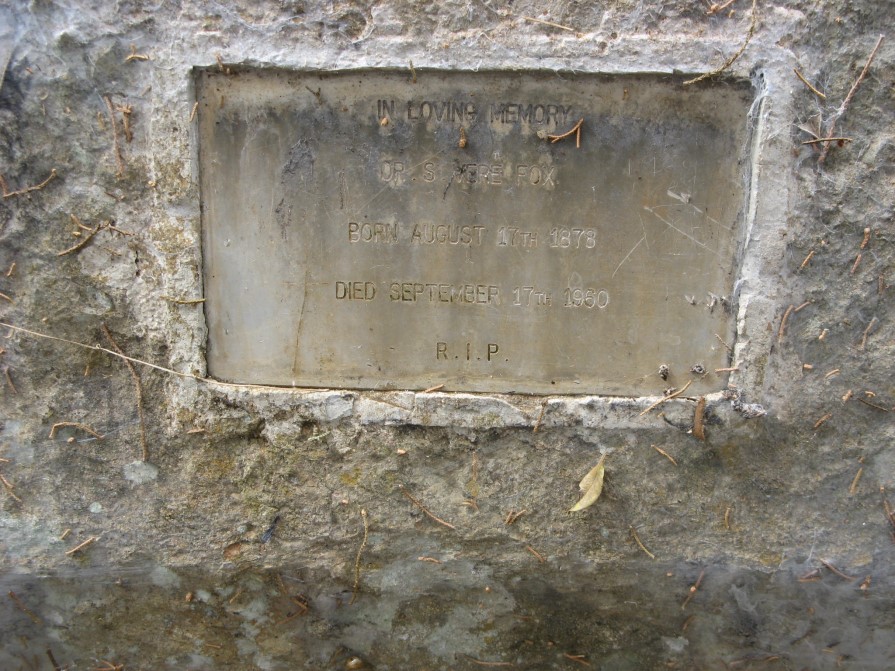 IN LOVING MEMORY
DR. S. VERE FOX
BORN AUGUST 17TH 1878
DIED SEPTEMBER 17TH 1960
R.I.P.